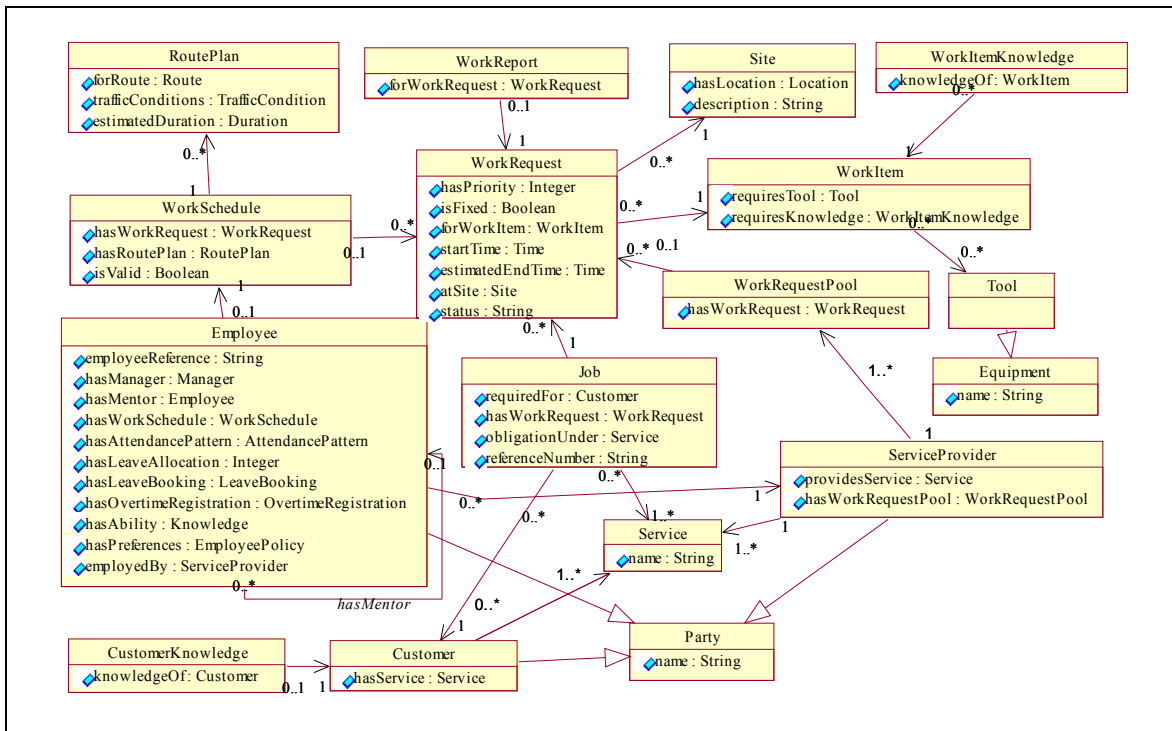 RoutePlan
forRoute : Route
trafficConditions : TrafficCondition
estimatedDuration : Duration
WorkReport
forWorkRequest : WorkRequest
Site
hasLocation : Location
description : String
WorkItemKnowledge
knowledgeOf: WorkItem
0..*
0..1
1
0..*
1
0..*
1
0..*
1
WorkRequest
hasPriority : Integer
isFixed : Boolean
forWorkItem: WorkItem
startTime : Time
estimatedEndTime : Time
atSite : Site
status : String
WorkItem
requiresTool : Tool
requiresKnowledge : WorkItemKnowledge
0..*
1
0..*
0..*
WorkSchedule
hasWorkRequest : WorkRequest
hasRoutePlan : RoutePlan
isValid : Boolean
0..*
0..1
1
0..1
0..*
0..1
WorkRequestPool
hasWorkRequest : WorkRequest
Tool
Equipment
name : String
1..*
1
Employee
employeeReference : String
hasManager : Manager
hasMentor : Employee
hasWorkSchedule : WorkSchedule
hasAttendancePattern : AttendancePattern
hasLeaveAllocation : Integer
hasLeaveBooking : LeaveBooking
hasOvertimeRegistration : OvertimeRegistration
hasAbility : Knowledge
hasPreferences : EmployeePolicy
employedBy : ServiceProvider
0..1
0..*
hasMentor
0..*
1
0..*
1
Job
requiredFor : Customer
hasWorkRequest : WorkRequest
obligationUnder : Service
referenceNumber : String
0..*
0..*
1..*
ServiceProvider
providesService : Service
hasWorkRequestPool : WorkRequestPool
1
1..*
Service
name : String
1..*
0..*
1
Party
name : String
CustomerKnowledge
knowledgeOf: Customer
0..1
1
Customer
hasService : Service